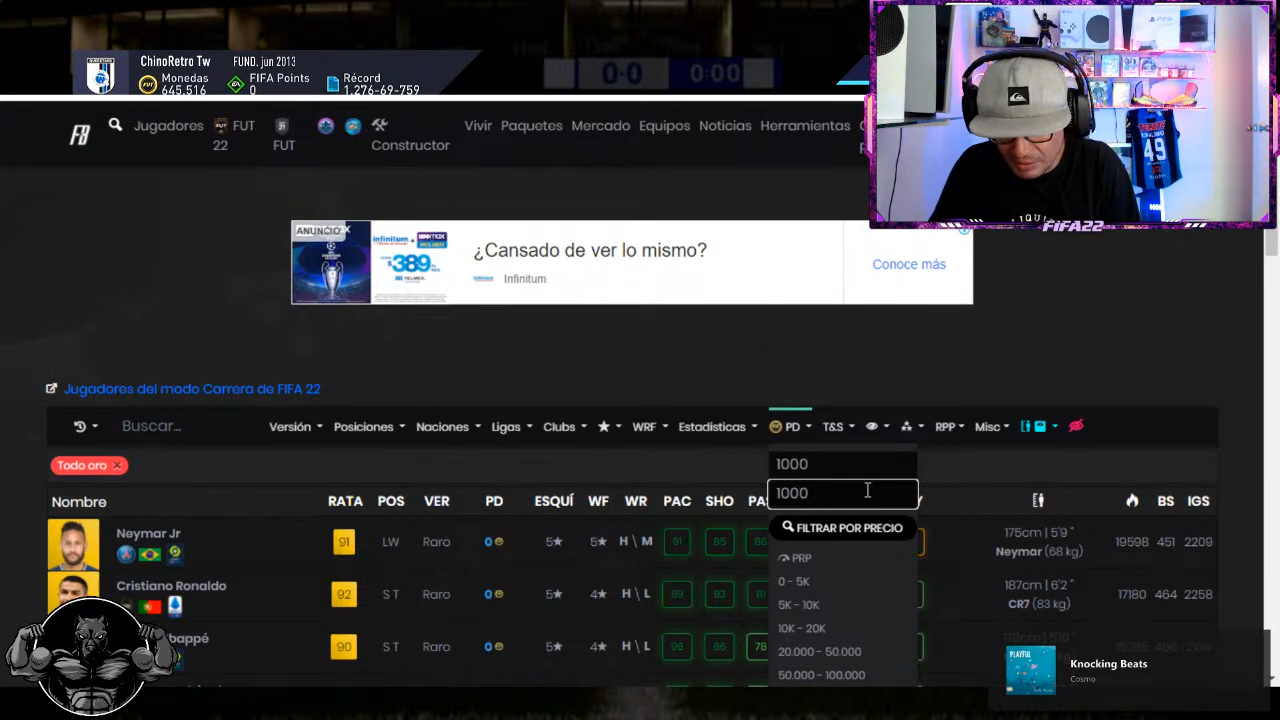 ChinoRetro Tw FUND. jun 2013
Monedas FIFA Points Récord
645,516 0 1,276-69-759
0-0 0:00
Jugadores FUT 22 FUT Constructor Vivir Paquetes Mercado Equipos Noticias Herramientas
49
FIFA22
ANUNCIO
infinitum
$389
¿Cansado de ver lo mismo?
Infinitum
Conoce más
Jugadores del modo Carrera de FIFA 22
Buscar... Versión Posiciones Naciones Ligas Clubs WRF Estadisticas PD T&S RPP Misc
1000
Todo oro
1000
Nombre RATA POS VER PD ESQUÍ WF WR PAC SHO BS IGS
FILTRAR POR PRECIO
Neymar Jr 91 LW Raro 0 5★ 5★ H \ M 91 85 86 175cm | 5'9 " Neymar (68 kg) 19598 451 2209
PRP
0 - 5K
Cristiano Ronaldo 92 S T Raro 0 5★ 4★ H \ L 89 93 81 187cm | 6'2 " CR7 (83 kg) 17180 464 2258
5K - 10K
10K - 20K
90 S T Raro 0 5★ 4★ H \ L 96 86 78
20.000 - 50.000
50.000 - 100.000
PLAYFUL
Knocking Beats
Cosmo